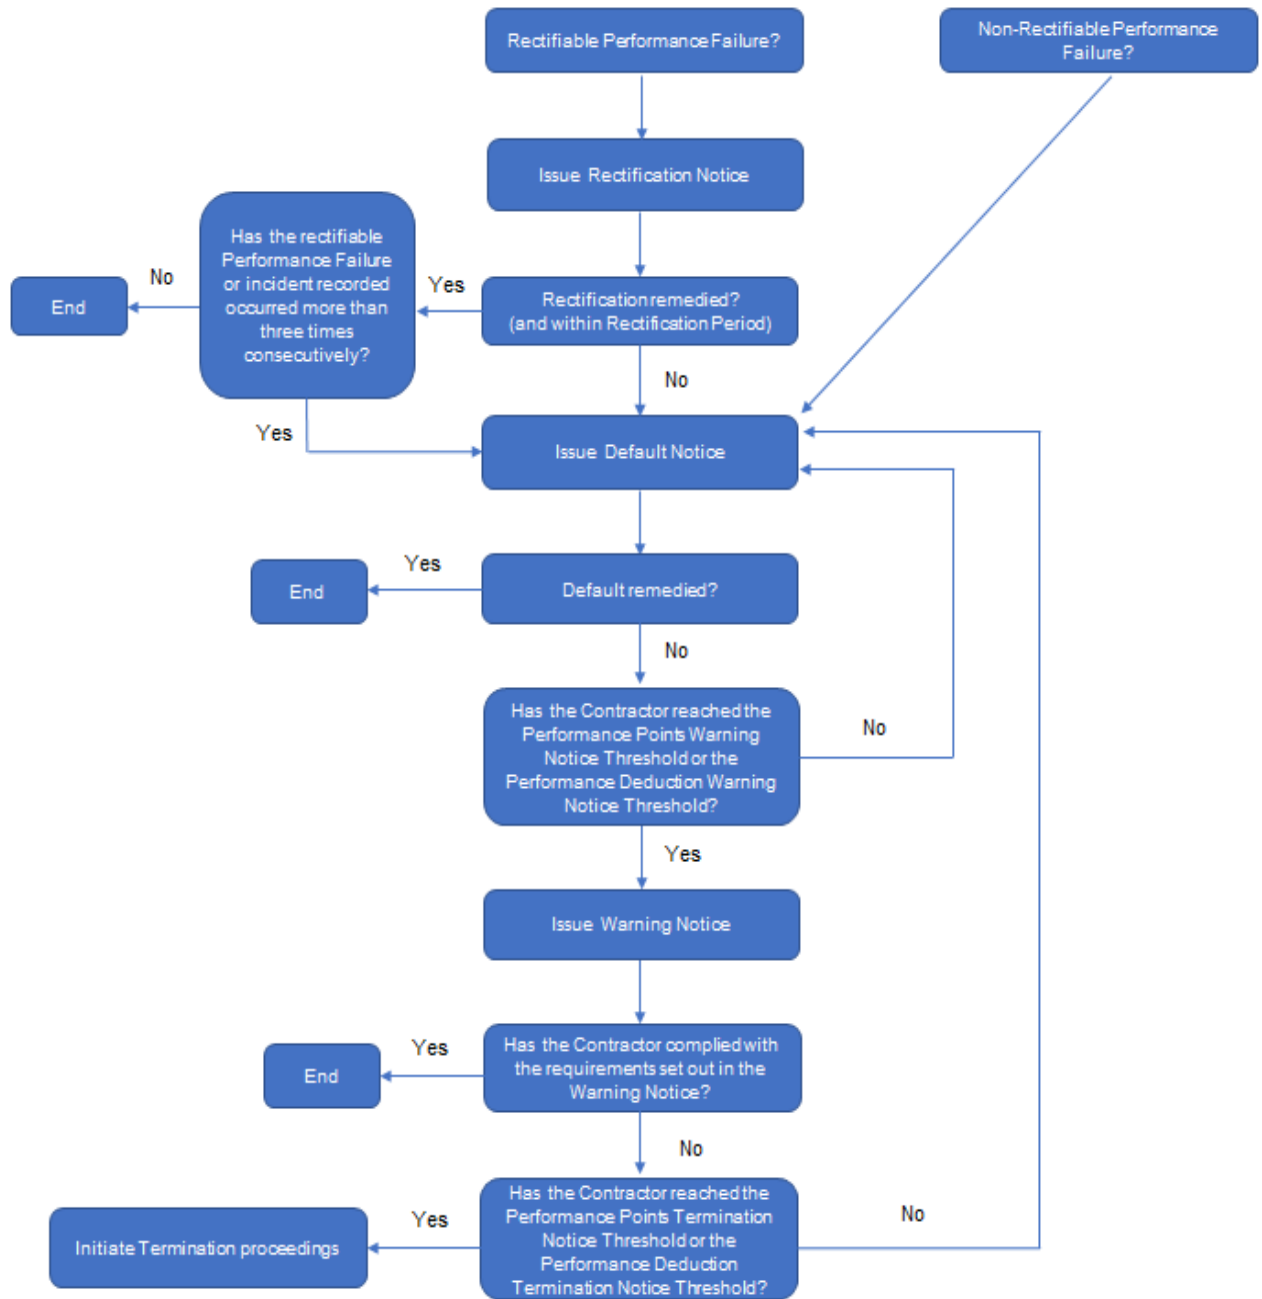 Rectifiable Performance Failure?
Non-Rectifiable Performance
Failure?
Issue Rectification Notice
Has the rectifiable
Performance Failure
or incident recorded
occurred more than
three times
consecutively?
No
End
Yes
Rectification remedied?
(and within Rectification Period)
No
Yes
Issue Default Notice
Yes
End
Default remedied?
No
Has the Contractor reached the
Performance Points Warning
Notice Threshold or the
Performance Deduction Warning
Notice Threshold?
No
Yes
Issue Warning Notice
Yes
End
Has the Contractor complied with
the requirements set out in the
Warning Notice?
No
Has the Contractor reached the
Performance Points Termination
Notice Threshold or the
Performance Deduction
Termination Notice Threshold?
No
Yes
Initiate Termination proceedings